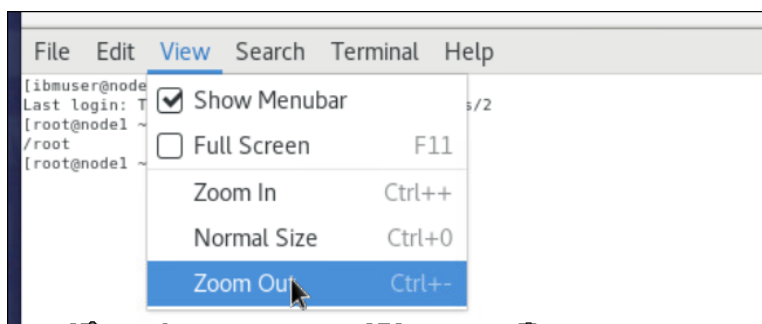 File Edit View Search Terminal Help
[ibmuser@node
Last login: T s/2
[root@node1 ~
/root
[root@node1 ~
Show Menubar
Full Screen F11
Zoom In Ctrl++
Normal Size Ctrl+0
Zoom Out Ctrl+-